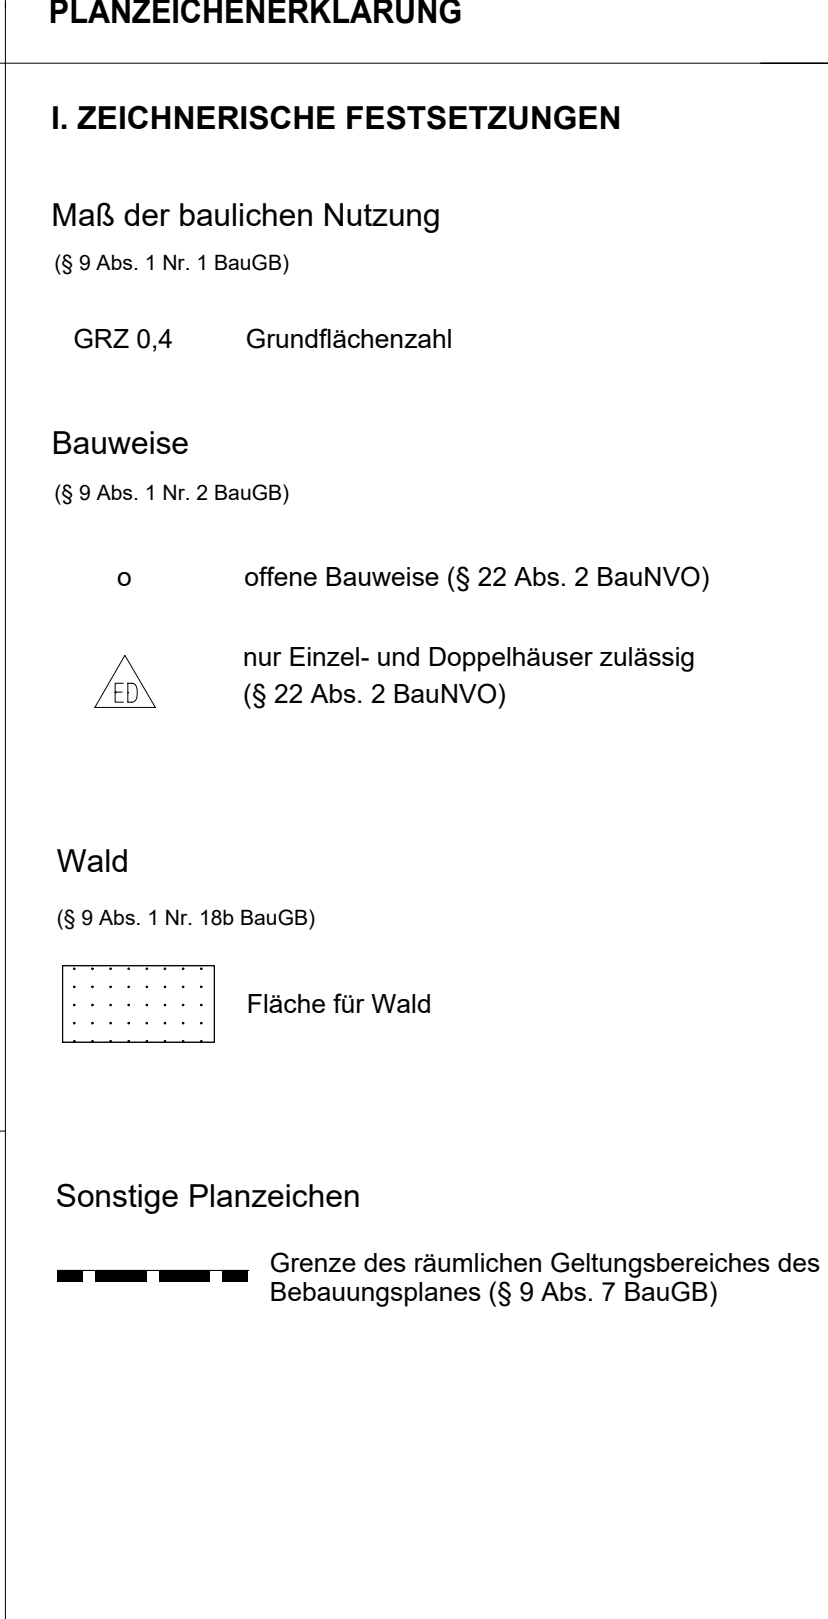 PLANZEICHENERKLÄRUNG
I. ZEICHNERISCHE FESTSETZUNGEN
Maß der baulichen Nutzung
(§ 9 Abs. 1 Nr. 1 BauGB)
GRZ 0,4 Grundflächenzahl
Bauweise
(§ 9 Abs. 1 Nr. 2 BauGB)
o offene Bauweise (§ 22 Abs. 2 BauNVO)
nur Einzel- und Doppelhäuser zulässig
ED (§ 22 Abs. 2 BauNVO)
Wald
(§ 9 Abs. 1 Nr. 18b BauGB)
Fläche für Wald
Sonstige Planzeichen
Grenze des räumlichen Geltungsbereiches des
Bebauungsplanes (§ 9 Abs. 7 BauGB)